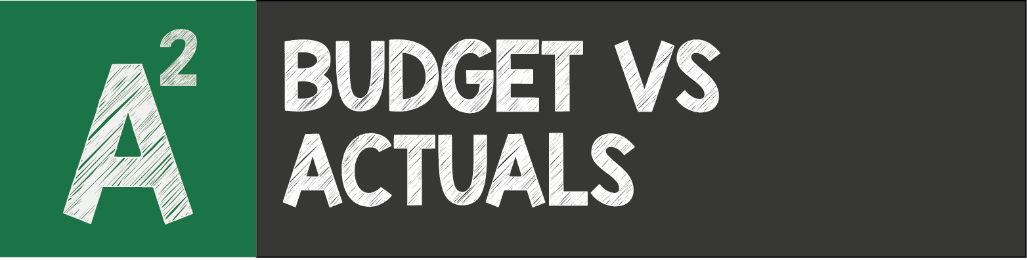 A²
BUDGET VS
ACTUALS